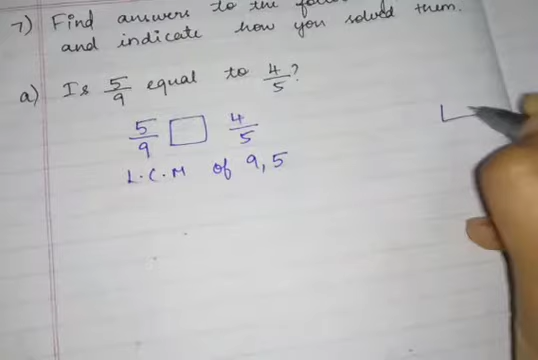 7) Find answers to the
and indicate how you solved them.
a) Is 5/9 equal to 4/5?
5/9 □ 4/5
L.C.M of 9,5